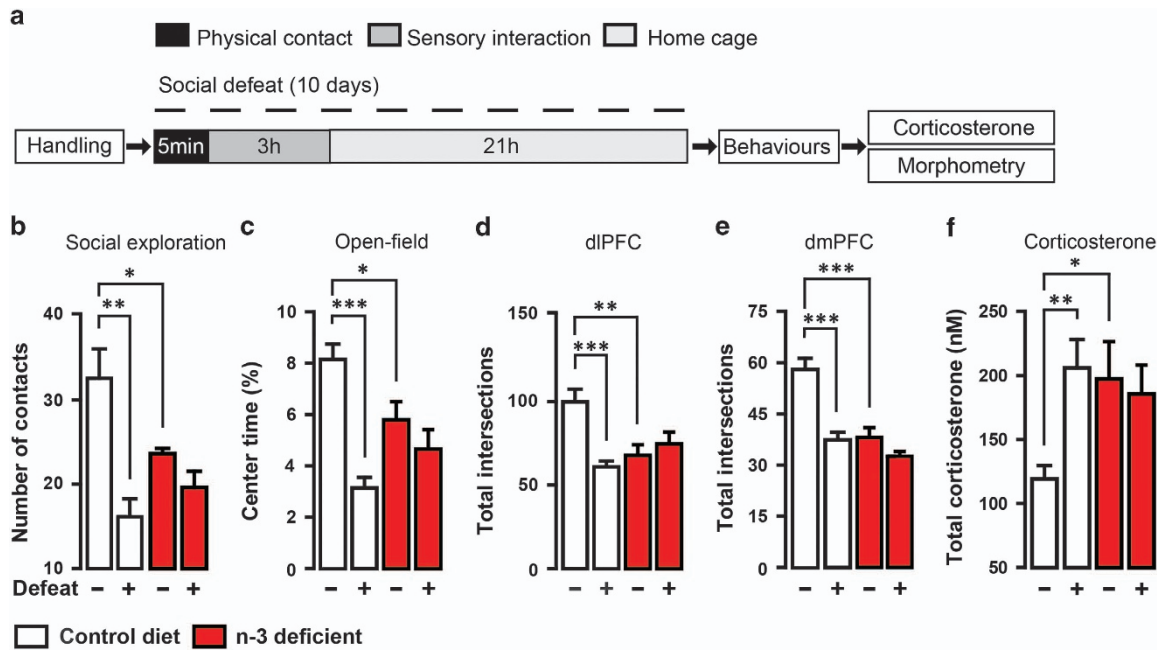 a
Physical contact Sensory interaction Home cage
Social defeat (10 days)
Handling 5min 3h 21h Behaviours Corticosterone
Morphometry
b Social exploration
Number of contacts
40
30
20
10
* **
Defeat - + - +
c Open-field
Center time (%)
10
8
6
4
2
0
* ***
- + - +
d dlPFC
Total intersections
150
100
50
0
** ***
- + - +
e dmPFC
Total intersections
75
60
45
30
15
0
*** ***
- + - +
f Corticosterone
Total corticosterone (nM)
250
200
150
100
50
* **
- + - +
Control diet n-3 deficient